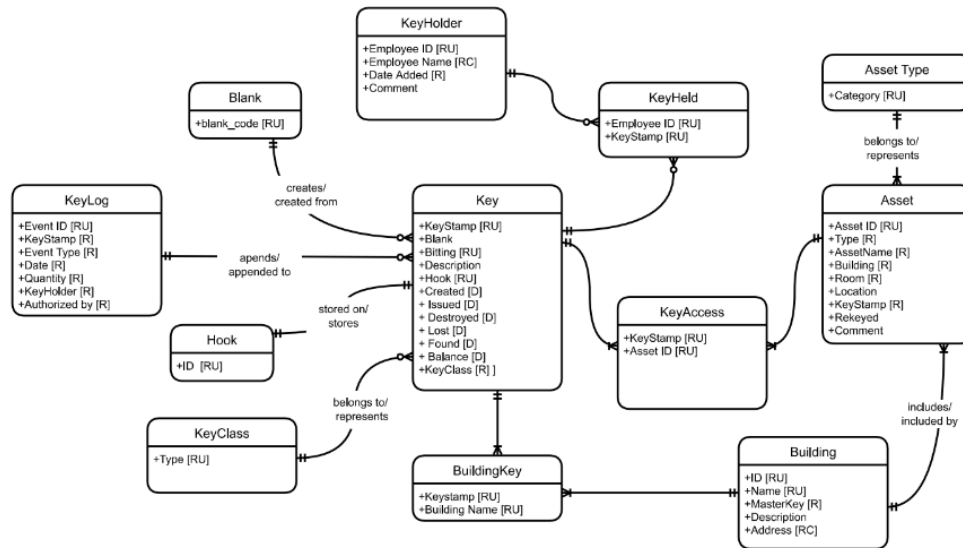 KeyHolder
+Employee ID [RU]
+Employee Name [RC]
+Date Added [R]
+Comment
Asset Type
+Category [RU]
Blank
+blank_code [RU]
KeyHeld
+Employee ID [RU]
+KeyStamp [RU]
belongs to/
represents
creates/
created from
KeyLog
+Event ID [RU]
+KeyStamp [R]
+Event Type [R]
+Date [R]
+Quantity [R]
+KeyHolder [R]
+Authorized by [R]
Key
+KeyStamp [RU]
+Blank
+Bitting [RU]
+Description
+Hook [RU]
+Created [D]
+ Issued [D]
+ Destroyed [D]
+ Lost [D]
+ Found [D]
+ Balance [D]
+KeyClass [R] ]
Asset
+Asset ID [RU]
+Type [R]
+AssetName [R]
+Building [R]
+Room [R]
+Location
+KeyStamp [R]
+Rekeyed
+Comment
apends/
appended to
stored on/
stores
Hook
+ID [RU]
KeyAccess
+KeyStamp [RU]
+Asset ID [RU]
belongs to/
represents
includes/
included by
KeyClass
+Type [RU]
BuildingKey
+Keystamp [RU]
+Building Name [RU]
Building
+ID [RU]
+Name [RU]
+MasterKey [R]
+Description
+Address [RC]